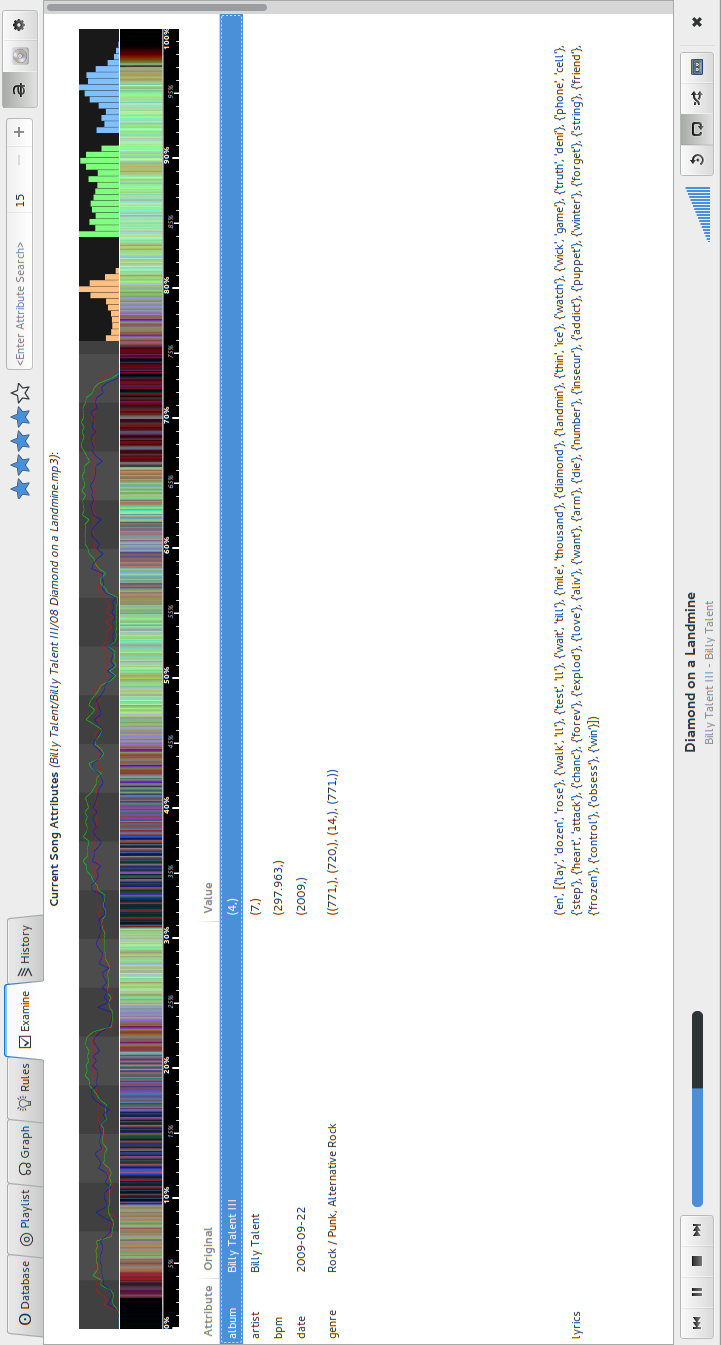 Database
Playlist
Graph
Rules
Examine
History
<Enter Attribute Search>
15
Current Song Attributes (Billy Talent/Billy Talent III/08 Diamond on a Landmine.mp3):
0% 5% 10% 15% 20% 25% 30% 35% 40% 45% 50% 55% 60% 65% 70% 75% 80% 85% 90% 95% 100%
Attribute Original Value
album Billy Talent III (4,)
artist Billy Talent (7,)
bpm (297.963,)
date 2009-09-22 (2009,)
genre Rock / Punk, Alternative Rock ((771,), (720,), (14,), (771,))
lyrics ('en', [{'lay', 'dozen', 'rose'}, {'walk', 'll'}, {'test', 'll'}, {'wait', 'till'}, {'mile', 'thousand'}, {'diamond'}, {'landmin'}, {'thin', 'ice'}, {'watch'}, {'wick', 'game'}, {'truth', 'deni'}, {'phone', 'cell'},
{'step'}, {'heart', 'attack'}, {'chanc'}, {'forev'}, {'explod'}, {'love'}, {'aliv'}, {'want'}, {'arm'}, {'die'}, {'number'}, {'insecur'}, {'addict'}, {'puppet'}, {'winter'}, {'forget'}, {'string'}, {'friend'},
{'frozen'}, {'control'}, {'obsess'}, {'win'}])
Diamond on a Landmine
Billy Talent III - Billy Talent